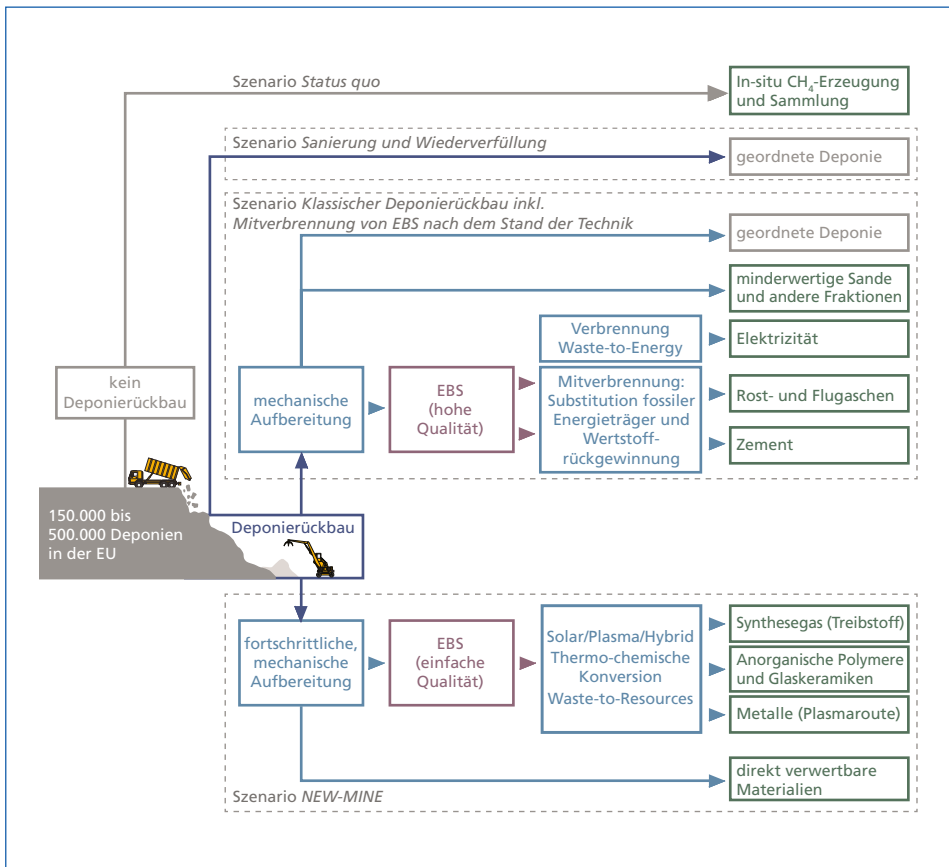 Szenario Status quo
In-situ CH₄-Erzeugung
und Sammlung
Szenario Sanierung und Wiederverfüllung
geordnete Deponie
Szenario Klassischer Deponierückbau inkl.
Mitverbrennung von EBS nach dem Stand der Technik
geordnete Deponie
minderwertige Sande
und andere Fraktionen
Verbrennung
Waste-to-Energy
Elektrizität
kein
Deponierückbau
mechanische
Aufbereitung
EBS
(hohe
Qualität)
Mitverbrennung:
Substitution fossiler
Energieträger und
Wertstoff-
rückgewinnung
Rost- und Flugaschen
Zement
150.000 bis
500.000 Deponien
in der EU
Deponierückbau
fortschrittliche,
mechanische
Aufbereitung
EBS
(einfache
Qualität)
Solar/Plasma/Hybrid
Thermo-chemische
Konversion
Waste-to-Resources
Synthesegas (Treibstoff)
Anorganische Polymere
und Glaskeramiken
Metalle (Plasmaroute)
direkt verwertbare
Materialien
Szenario NEW-MINE